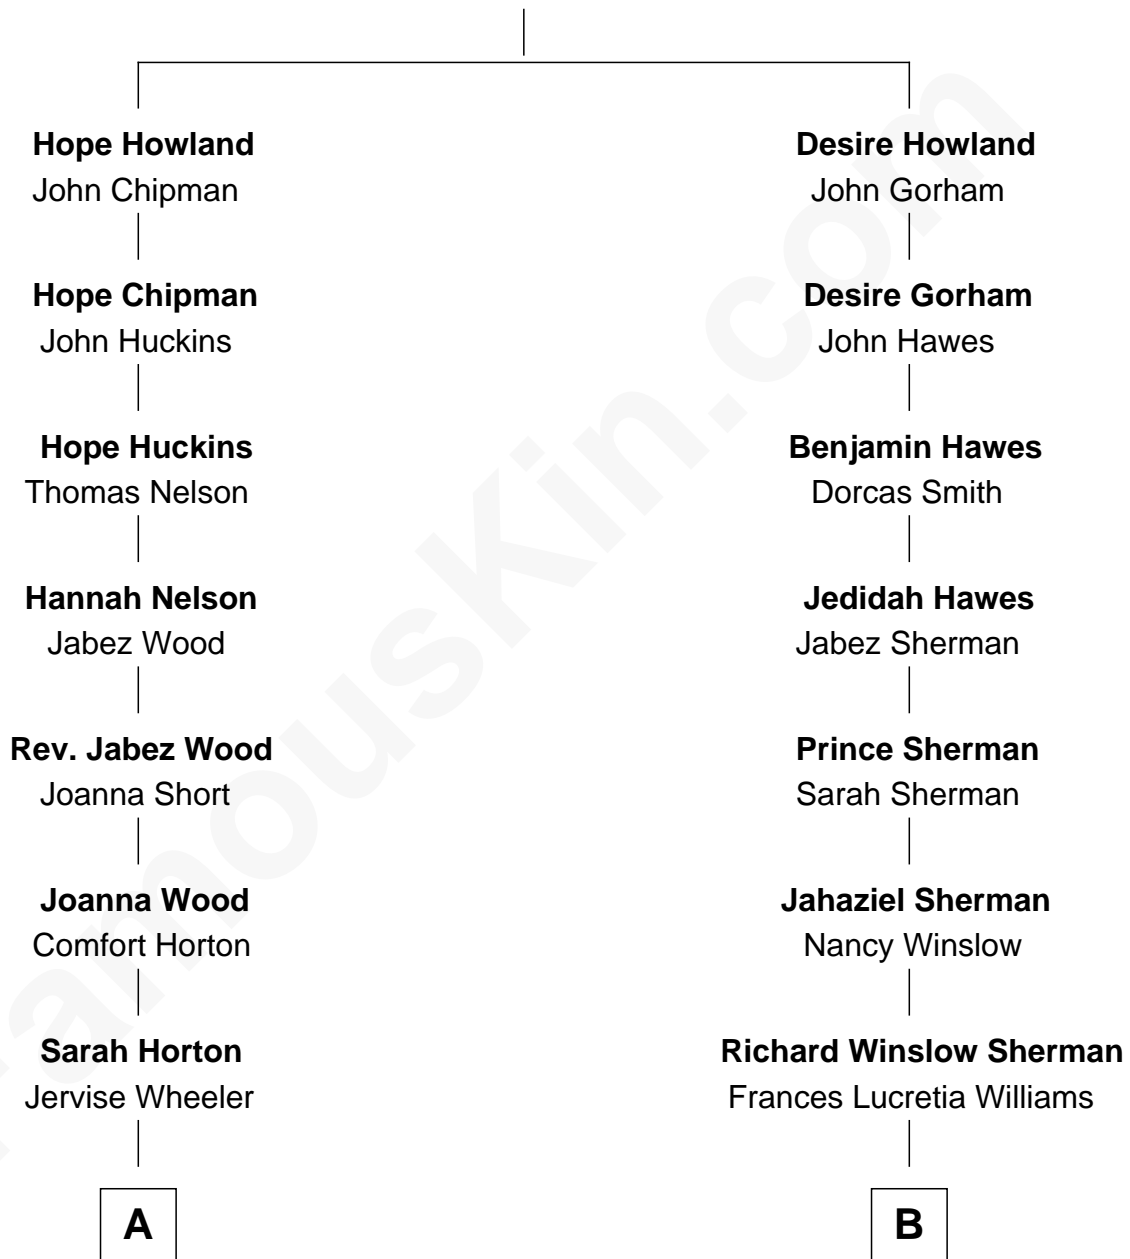 Hope Howland
John Chipman
Hope Chipman
John Huckins
Hope Huckins
Thomas Nelson
Hannah Nelson
Jabez Wood
Rev. Jabez Wood
Joanna Short
Joanna Wood
Comfort Horton
Sarah Horton
Jervise Wheeler
A
Desire Howland
John Gorham
Desire Gorham
John Hawes
Benjamin Hawes
Dorcas Smith
Jedidah Hawes
Jabez Sherman
Prince Sherman
Sarah Sherman
Jahaziel Sherman
Nancy Winslow
Richard Winslow Sherman
Frances Lucretia Williams
B
FamousKin.com